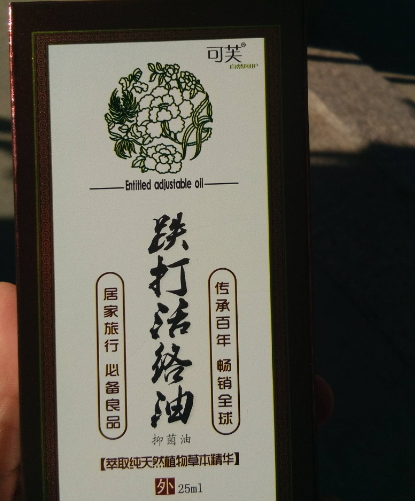 可芙®
Entitled adjustable oil
跌打活络油
传承百年 畅销全球
居家旅行 必备良品
抑菌油
【萃取纯天然植物草本精华】
外 25ml